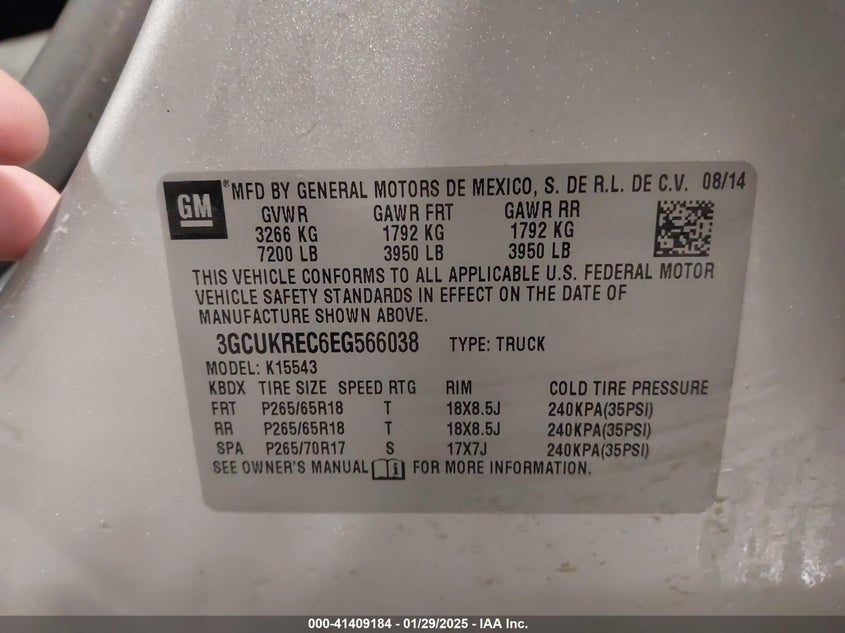 GM ® MFD BY GENERAL MOTORS DE MEXICO, S. DE R.L. DE C.V. 08/14
GVWR GAWR FRT GAWR RR
3266 KG 1792 KG 1792 KG
7200 LB 3950 LB 3950 LB
THIS VEHICLE CONFORMS TO ALL APPLICABLE U.S. FEDERAL MOTOR
VEHICLE SAFETY STANDARDS IN EFFECT ON THE DATE OF
MANUFACTURE SHOWN ABOVE.
3GCUKREC6EG566038 TYPE: TRUCK
MODEL: K15543
KBDX TIRE SIZE SPEED RTG RIM COLD TIRE PRESSURE
FRT P265/65R18 T 18X8.5J 240KPA(35PSI)
RR P265/65R18 T 18X8.5J 240KPA(35PSI)
SPA P265/70R17 S 17X7J 240KPA(35PSI)
SEE OWNER'S MANUAL FOR MORE INFORMATION.
000-41409184 - 01/29/2025 - IAA Inc.